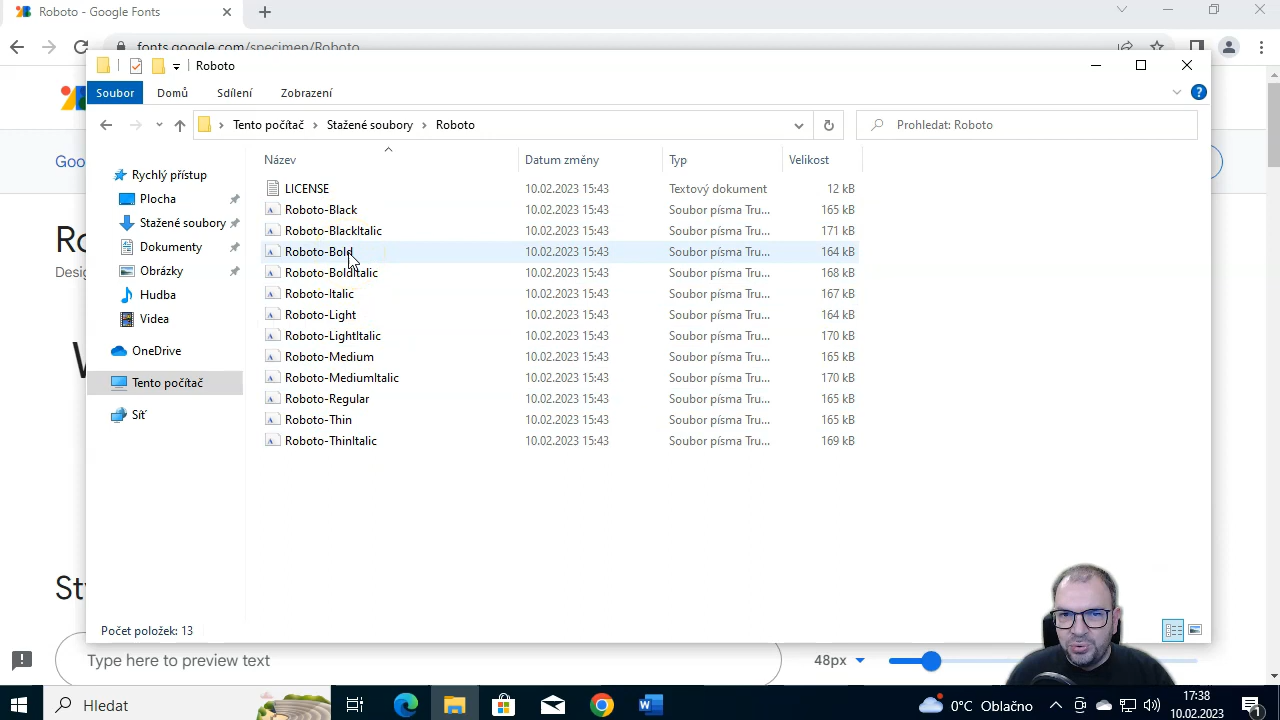 Roboto - Google Fonts
fonts.google.com/specimen/Roboto
Roboto
Soubor Domů Sdílení Zobrazení
Tento počítač Stažené soubory Roboto
Prohledat: Roboto
Název Datum změny Typ Velikost
Rychlý přístup
Plocha
Stažené soubory
Dokumenty
Obrázky
Hudba
Videa
OneDrive
Tento počítač
Síť
LICENSE 10.02.2023 15:43 Textový dokument 12 kB
Roboto-Black 10.02.2023 15:43 Soubor písma Tru... 165 kB
Roboto-BlackItalic 10.02.2023 15:43 Soubor písma Tru... 171 kB
Roboto-Bold 10.02.2023 15:43 Soubor písma Tru... 164 kB
Roboto-BoldItalic 10.02.2023 15:43 Soubor písma Tru... 168 kB
Roboto-Italic 10.02.2023 15:43 Soubor písma Tru... 167 kB
Roboto-Light 10.02.2023 15:43 Soubor písma Tru... 164 kB
Roboto-LightItalic 10.02.2023 15:43 Soubor písma Tru... 170 kB
Roboto-Medium 10.02.2023 15:43 Soubor písma Tru... 165 kB
Roboto-MediumItalic 10.02.2023 15:43 Soubor písma Tru... 170 kB
Roboto-Regular 10.02.2023 15:43 Soubor písma Tru... 165 kB
Roboto-Thin 10.02.2023 15:43 Soubor písma Tru... 165 kB
Roboto-ThinItalic 10.02.2023 15:43 Soubor písma Tru... 169 kB
Počet položek: 13
Goo
Ro
Desig
W
Sty
Type here to preview text
48px
Hledat
0°C Oblačno
17:38
10.02.2023
1